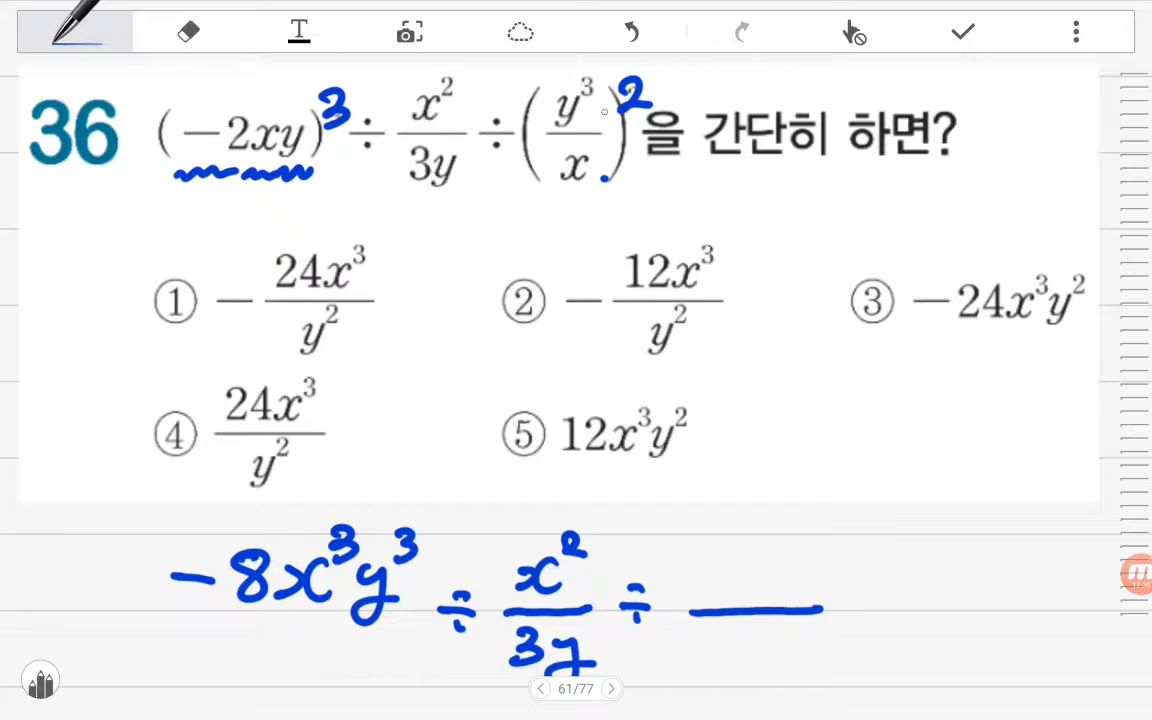 T
36 (-2xy)³ ÷ x²/3y ÷ (y³/x)² 을 간단히 하면?
① -24x³/y² ② -12x³/y² ③ -24x³y²
④ 24x³/y² ⑤ 12x³y²
-8x³y³ ÷ x²/3y ÷
61/77